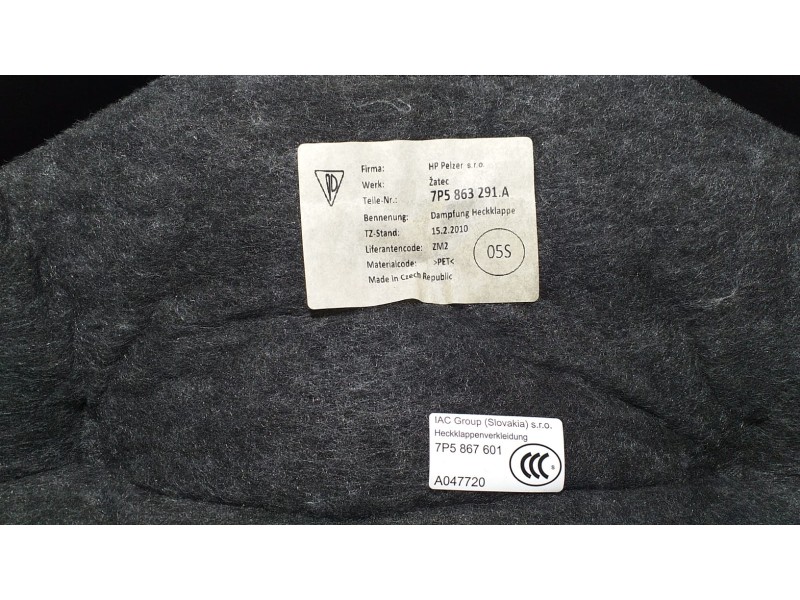 Firma: HP Pelzer s.r.o.
Werk: Žatec
Teile-Nr.: 7P5 863 291.A
Bennenung: Dampfung Heckklappe
TZ-Stand: 15.2.2010
Liferantencode: ZM2
Materialcode: >PET<
05S
Made in Czech Republic
IAC Group (Slovakia) s.r.o.
Heckklappenverkleidung
7P5 867 601
CCC
A047720